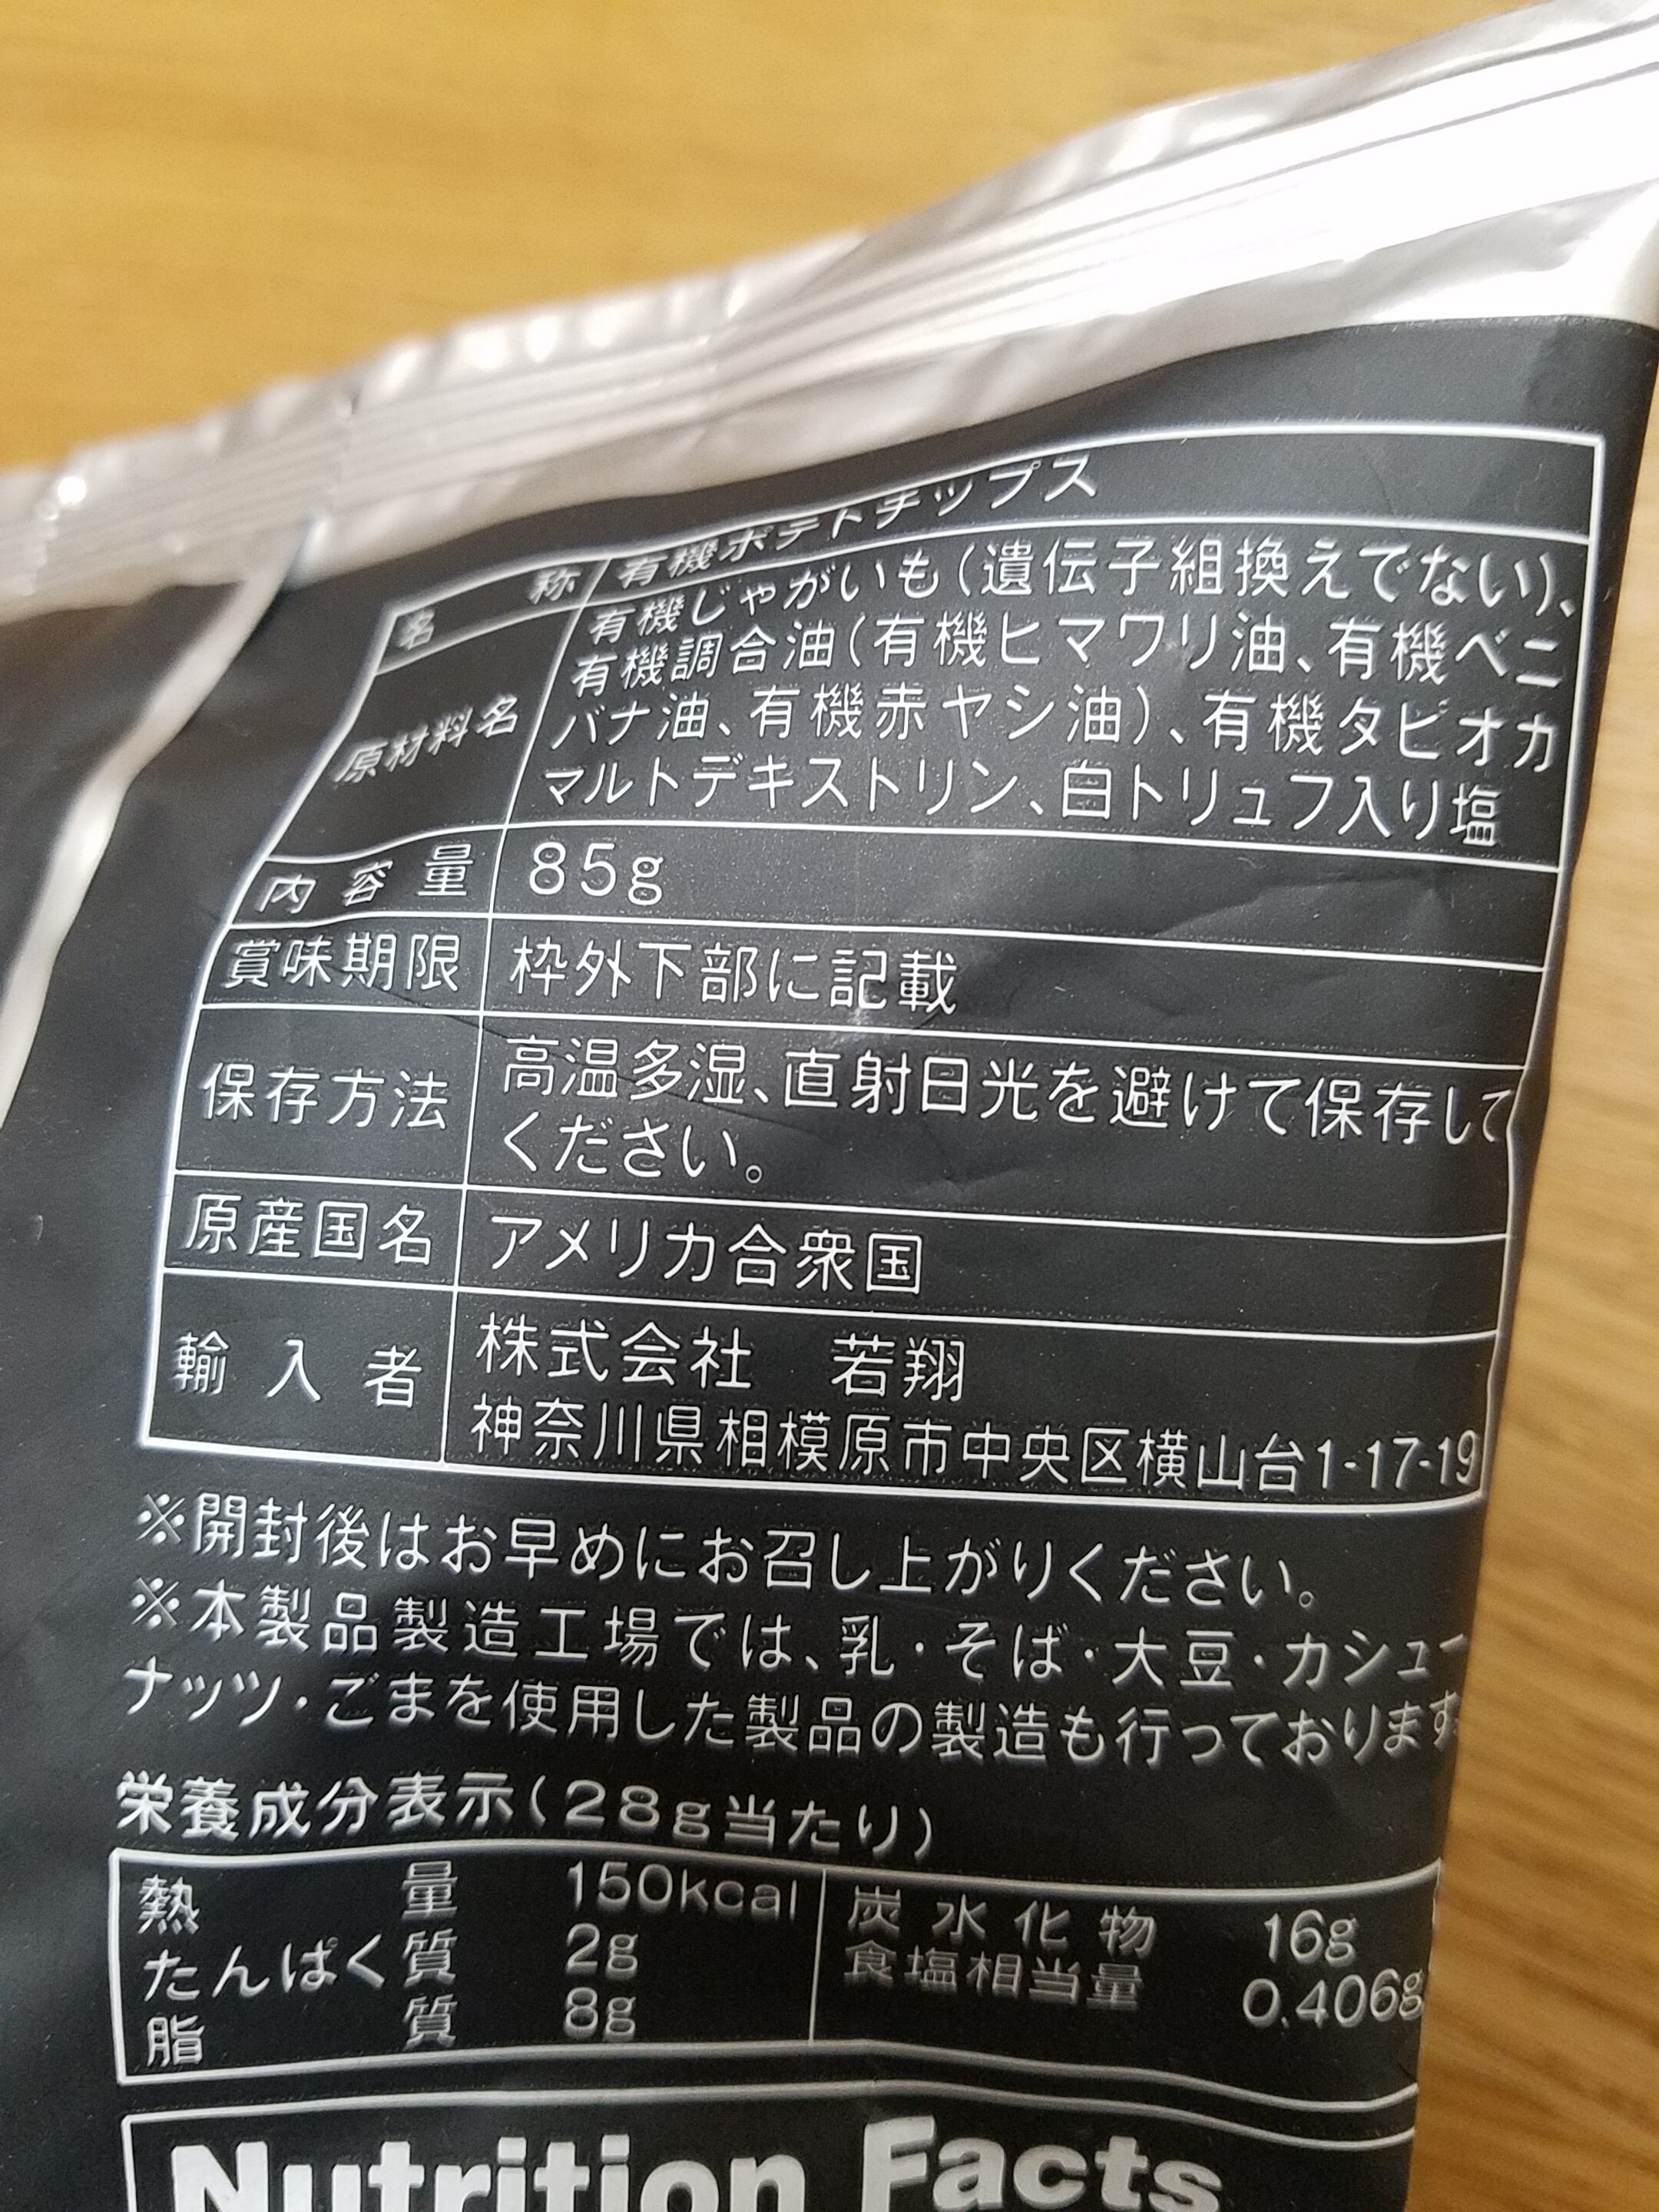 名称 有機ポテトチップス
原材料名 有機じゃがいも(遺伝子組換えでない)、
有機調合油(有機ヒマワリ油、有機ベニ
バナ油、有機赤ヤシ油)、有機タピオカ
マルトデキストリン、白トリュフ入り塩
内容量 85g
賞味期限 枠外下部に記載
保存方法 高温多湿、直射日光を避けて保存して
ください。
原産国名 アメリカ合衆国
輸入者 株式会社 若翔
神奈川県相模原市中央区横山台1-17-19
※開封後はお早めにお召し上がりください。
※本製品製造工場では、乳・そば・大豆・カシュー
ナッツ・ごまを使用した製品の製造も行っております。
栄養成分表示(28g当たり)
熱量 150kcal 炭水化物 16g
たんぱく質 2g 食塩相当量 0.406g
脂質 8g
Nutrition Facts